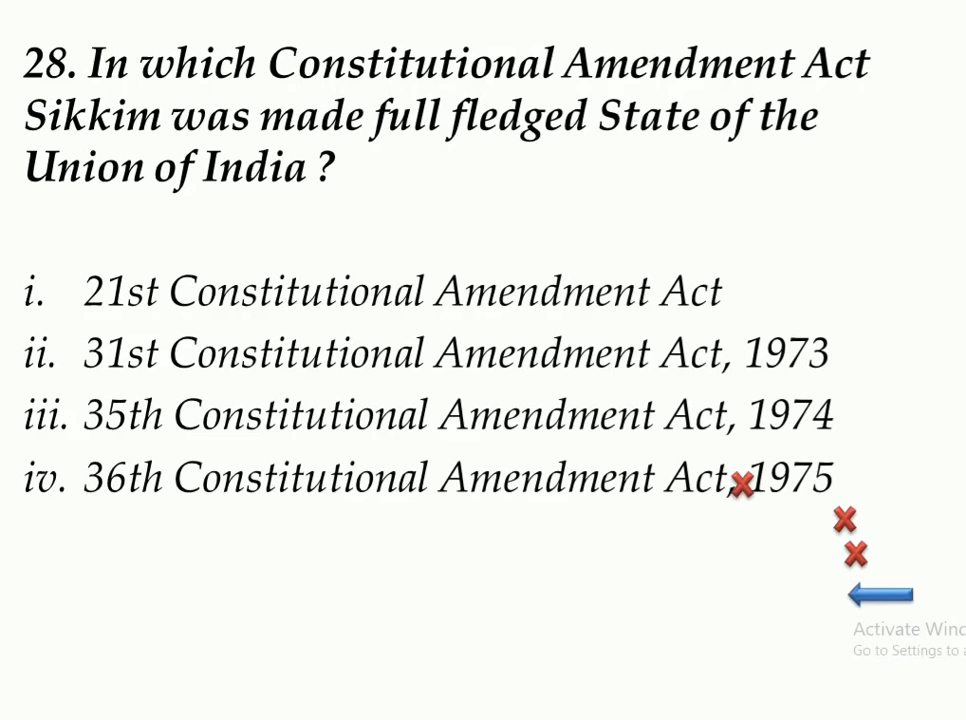 28. In which Constitutional Amendment Act
Sikkim was made full fledged State of the
Union of India ?
i. 21st Constitutional Amendment Act
ii. 31st Constitutional Amendment Act, 1973
iii. 35th Constitutional Amendment Act, 1974
iv. 36th Constitutional Amendment Act, 1975
Activate Wind
Go to Settings to a